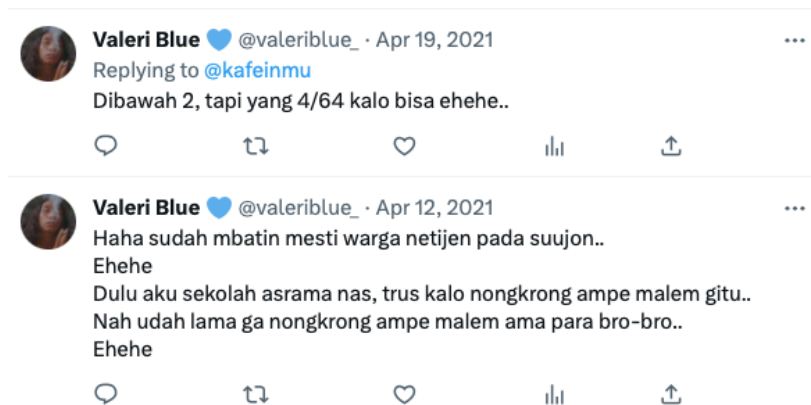 Valeri Blue 💙 @valeriblue_ · Apr 19, 2021
Replying to @kafeinmu
Dibawah 2, tapi yang 4/64 kalo bisa ehehe..
Valeri Blue 💙 @valeriblue_ · Apr 12, 2021
Haha sudah mbatin mesti warga netijen pada suujon..
Ehehe
Dulu aku sekolah asrama nas, trus kalo nongkrong ampe malem gitu..
Nah udah lama ga nongkrong ampe malem ama para bro-bro..
Ehehe